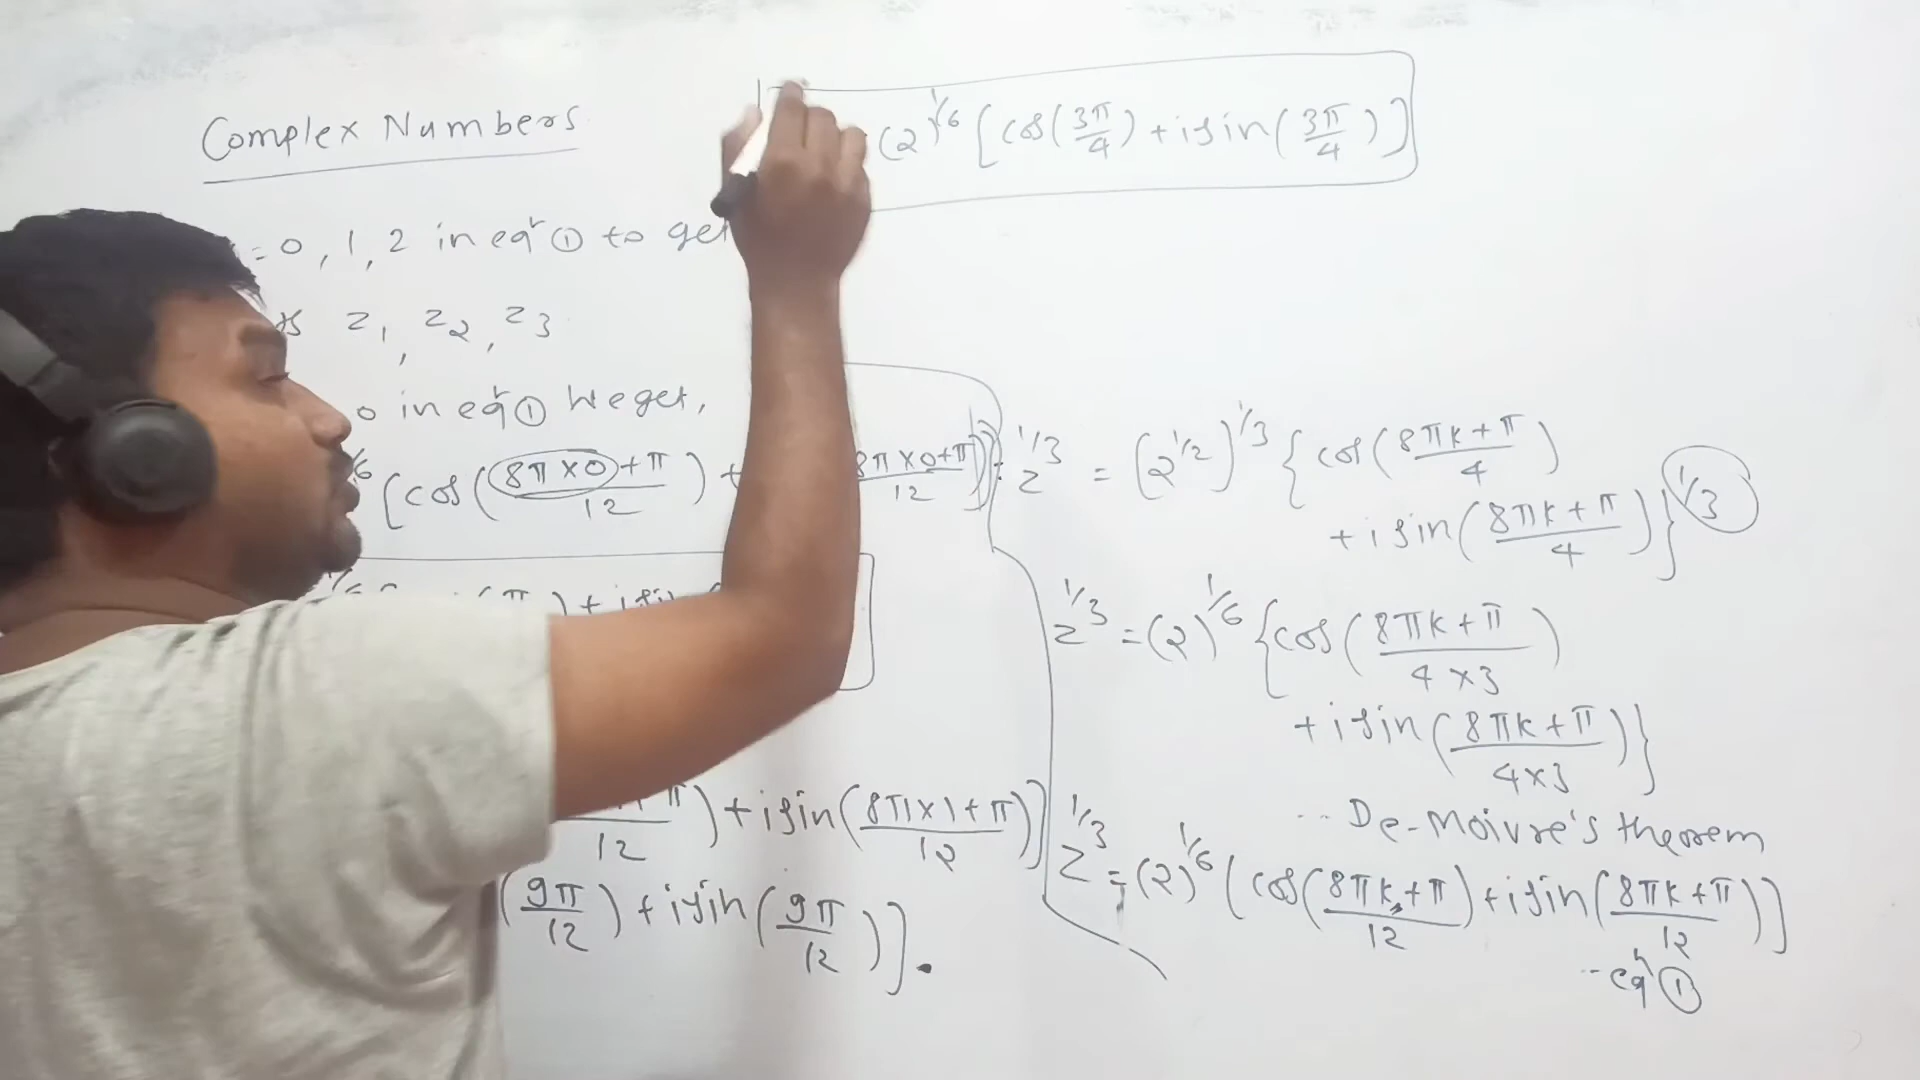 Complex Numbers
(2)^1/6 [cos(3π/4) + i sin(3π/4)]
= 0, 1, 2 in eqⁿ ① to get
z₁, z₂, z₃
0 in eqⁿ ① We get,
[cos(8π×0+π/12) + 8π×0+π/12)]
(π ) + i sin
π/12) + i sin(8π×1+π/12)]
(9π/12) + i sin(9π/12)].
z^1/3 = (2^1/2)^1/3 {cos(8πk+π/4)
+ i sin(8πk+π/4)}^1/3
z^1/3 = (2)^1/6 {cos(8πk+π/4×3)
+ i sin(8πk+π/4×3)}
-- De-Moivre's theorem
z^1/3 = (2)^1/6 (cos(8πk+π/12) + i sin(8πk+π/12)]
-- eqⁿ ①